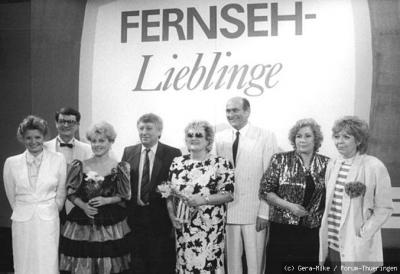 FERNSEH-
Lieblinge
(c) Gera-Mike / Forum-Thueringen